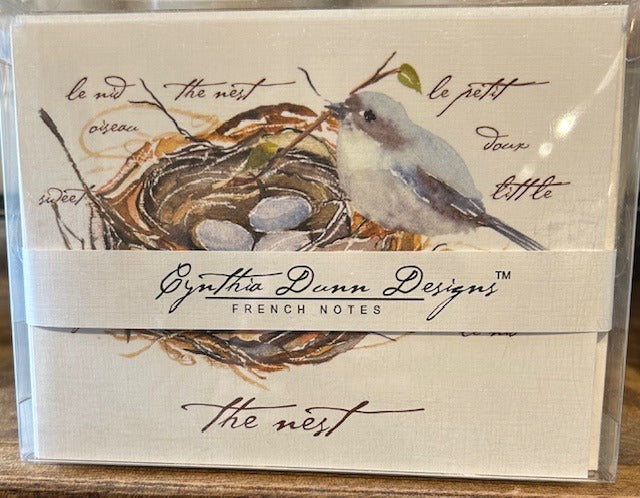 le nid the nest le petit
oiseau doux
sweet little
Cynthia Dunn Designs™
FRENCH NOTES
the nest